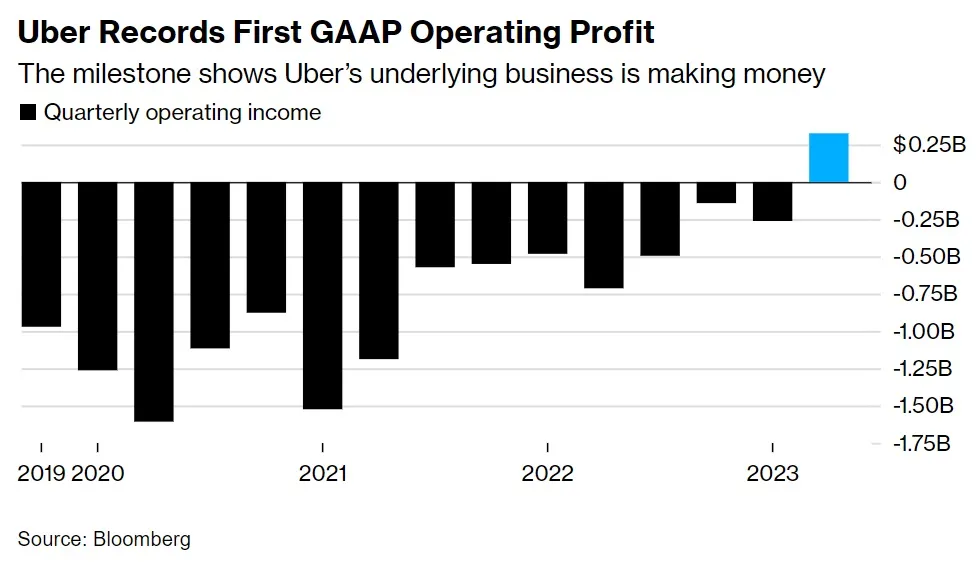 Uber Records First GAAP Operating Profit
The milestone shows Uber's underlying business is making money
Quarterly operating income
$0.25B
0
-0.25B
-0.50B
-0.75B
-1.00B
-1.25B
-1.50B
-1.75B
2019 2020 2021 2022 2023
Source: Bloomberg